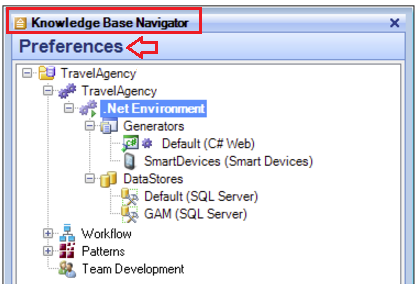 Knowledge Base Navigator
Preferences
TravelAgency
TravelAgency
.Net Environment
Generators
Default (C# Web)
SmartDevices (Smart Devices)
DataStores
Default (SQL Server)
GAM (SQL Server)
Workflow
Patterns
Team Development